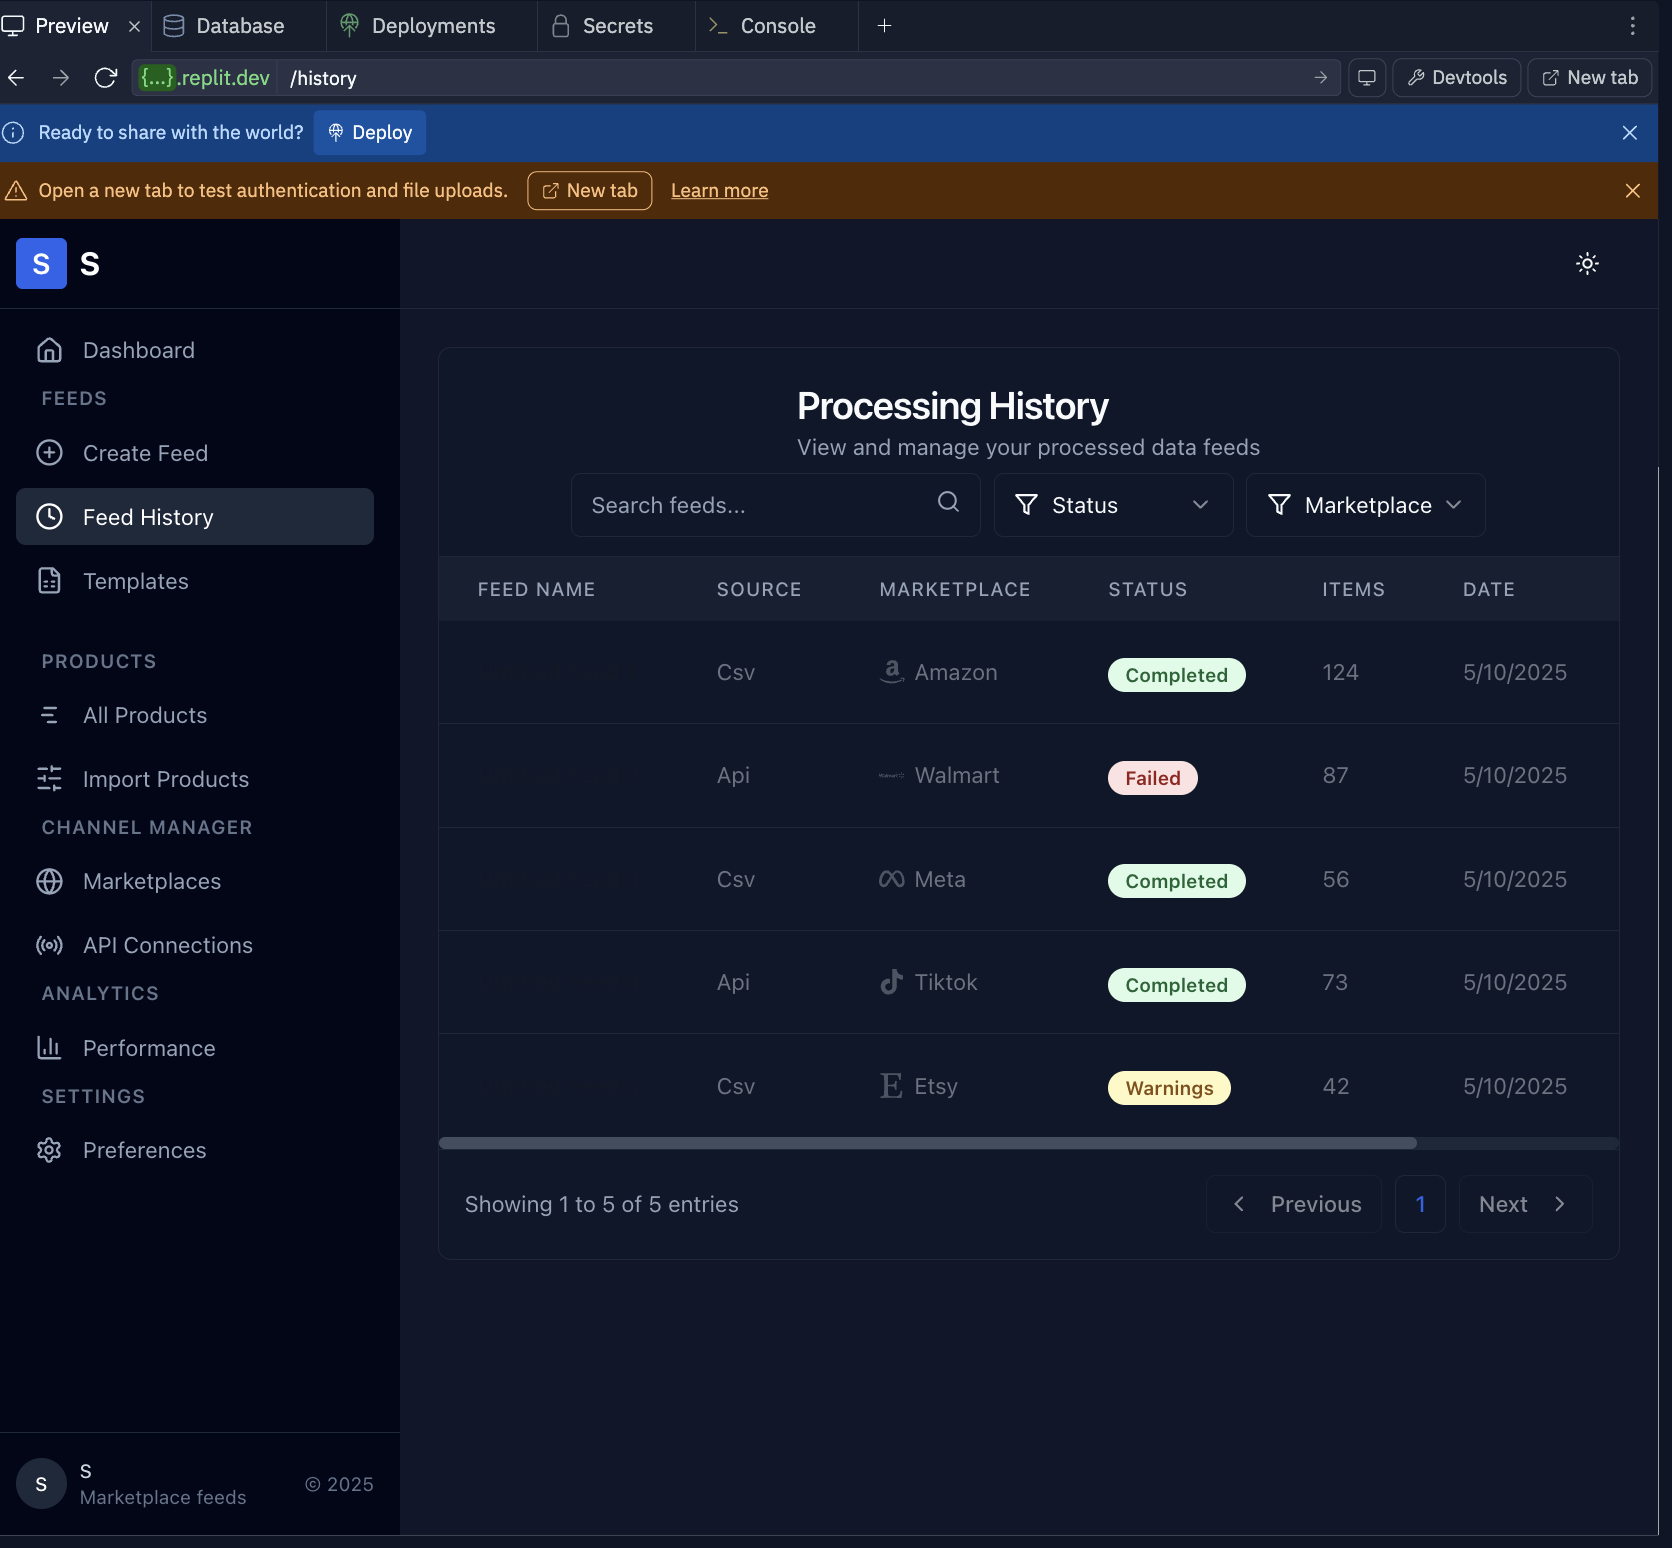 Preview
Database
Deployments
Secrets
Console
{...}.replit.dev /history
Devtools
New tab
Ready to share with the world?
Deploy
Open a new tab to test authentication and file uploads.
New tab
Learn more
S
S
Dashboard
FEEDS
Create Feed
Feed History
Templates
PRODUCTS
All Products
Import Products
CHANNEL MANAGER
Marketplaces
API Connections
ANALYTICS
Performance
SETTINGS
Preferences
S
S
Marketplace feeds
© 2025
Processing History
View and manage your processed data feeds
Search feeds...
Status
Marketplace
FEED NAME SOURCE MARKETPLACE STATUS ITEMS DATE
Csv Amazon Completed 124 5/10/2025
Api Walmart Failed 87 5/10/2025
Csv Meta Completed 56 5/10/2025
Api Tiktok Completed 73 5/10/2025
Csv Etsy Warnings 42 5/10/2025
Showing 1 to 5 of 5 entries
Previous 1 Next